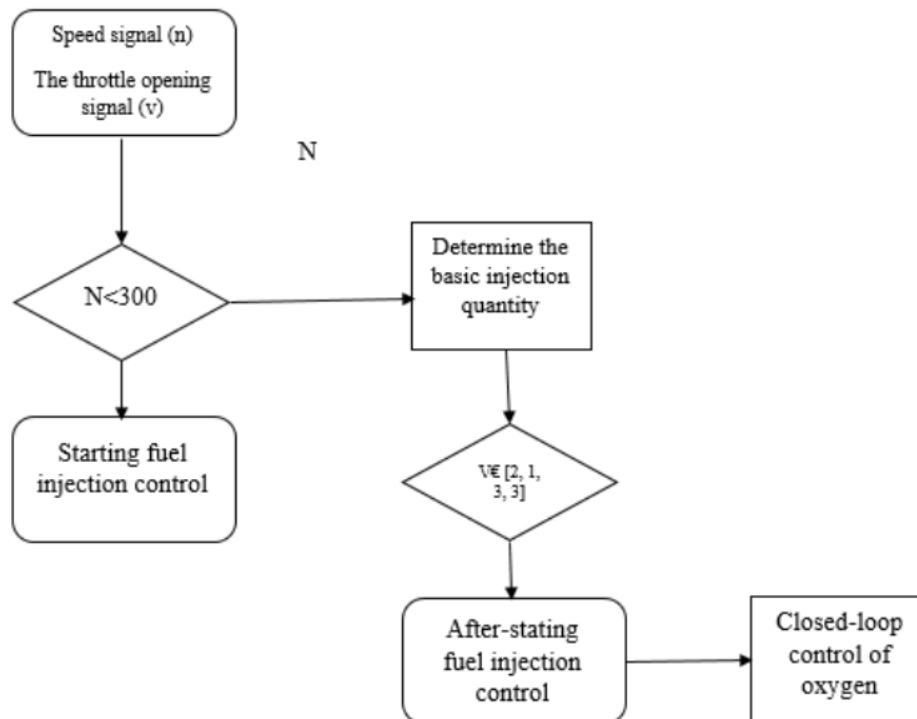 Speed signal (n)
The throttle opening
signal (v)
N
N<300
Determine the
basic injection
quantity
Starting fuel
injection control
V€ [2, 1,
3, 3]
After-stating
fuel injection
control
Closed-loop
control of
oxygen